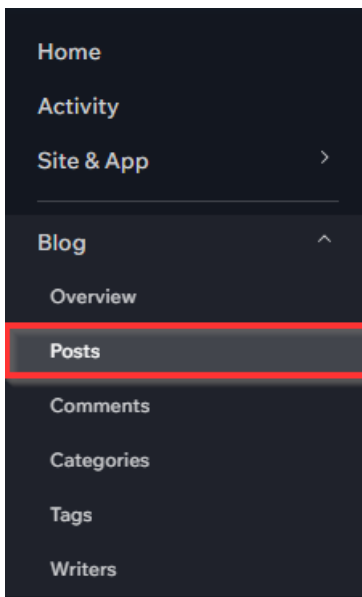 Home
Activity
Site & App
Blog
Overview
Posts
Comments
Categories
Tags
Writers